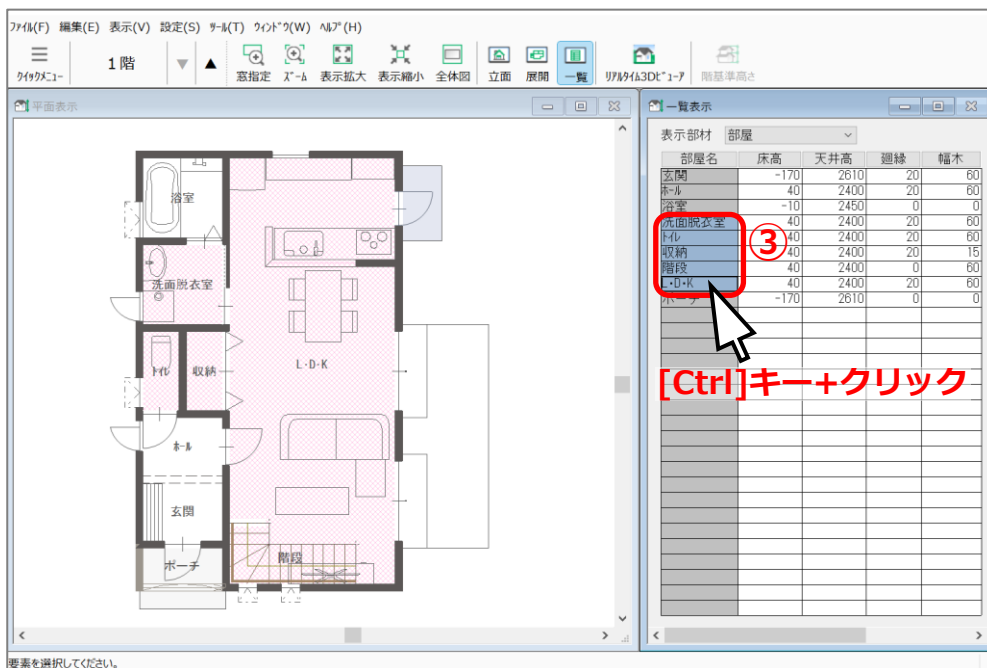 ﾌｧｲﾙ(F) 編集(E) 表示(V) 設定(S) ﾂｰﾙ(T) ｳｨﾝﾄﾞｳ(W) ﾍﾙﾌﾟ(H)
ｸｲｯｸﾒﾆｭｰ 1階 ▼ ▲ 窓指定 ｽﾞｰﾑ 表示拡大 表示縮小 全体図 立面 展開 一覧 ﾘｱﾙﾀｲﾑ3Dﾋﾞｭｰｱ 階基準高さ
平面表示
浴室
洗面脱衣室
ﾄｲﾚ 収納 L・D・K
ﾎｰﾙ
玄関
ポーチ 階段
一覧表示
表示部材 部屋
部屋名 床高 天井高 廻縁 幅木
玄関 -170 2610 20 60
ﾎｰﾙ 40 2400 20 60
浴室 -10 2450 0 0
洗面脱衣室 40 2400 20 60
ﾄｲﾚ 40 2400 20 60
収納 40 2400 20 15
階段 40 2400 0 60
L・D・K 40 2400 20 60
ポーチ -170 2610 0 0
③
[Ctrl]キー+クリック
要素を選択してください。